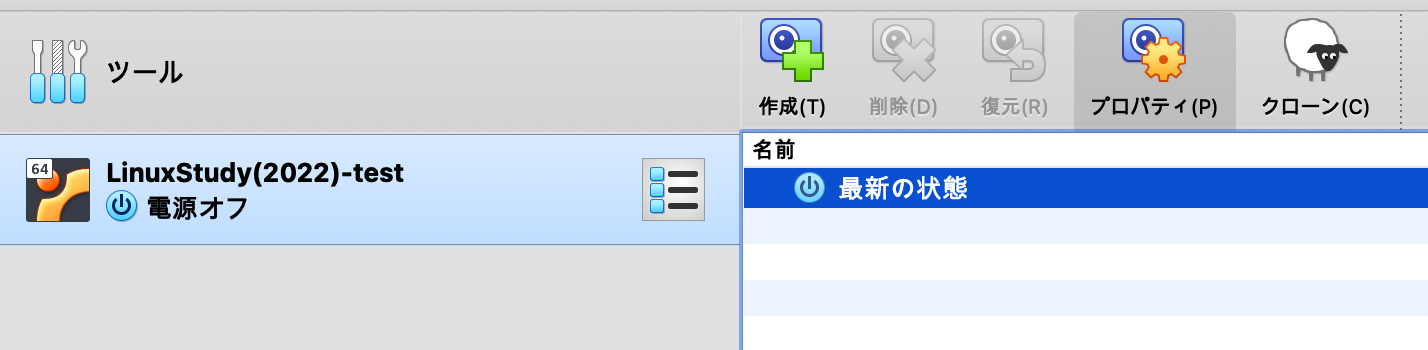 ツール
作成(T)
削除(D)
復元(R)
プロパティ(P)
クローン(C)
64
LinuxStudy(2022)-test
電源オフ
名前
最新の状態